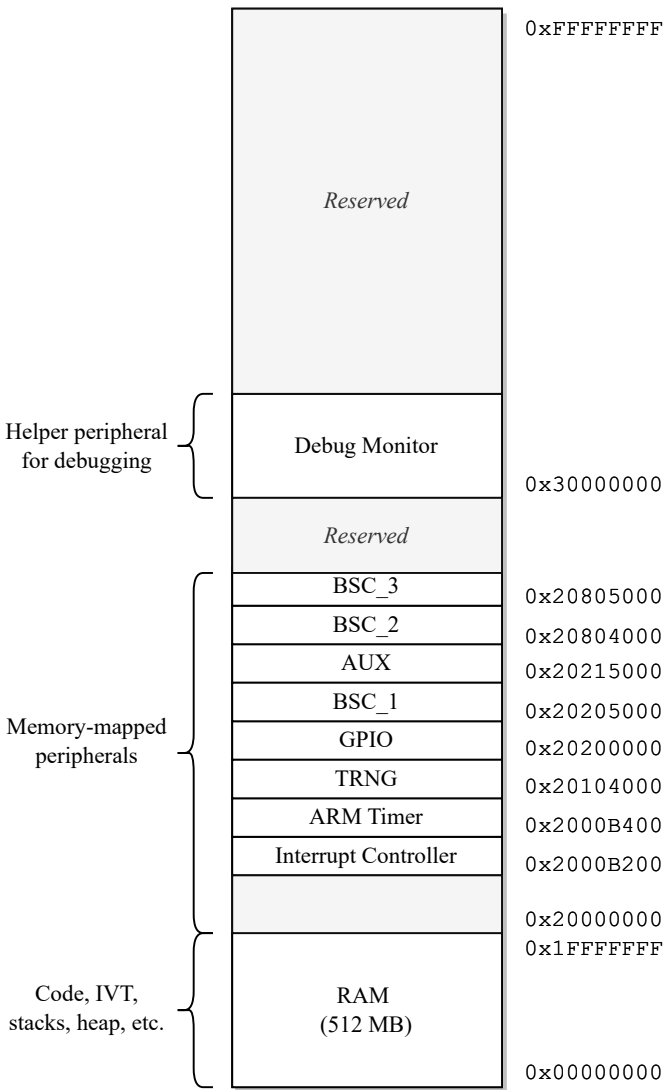 0xFFFFFFFF
Reserved
Helper peripheral
for debugging
Debug Monitor
0x30000000
Reserved
BSC_3
0x20805000
BSC_2
0x20804000
AUX
0x20215000
BSC_1
0x20205000
Memory-mapped
peripherals
GPIO
0x20200000
TRNG
0x20104000
ARM Timer
0x2000B400
Interrupt Controller
0x2000B200
0x20000000
0x1FFFFFFF
Code, IVT,
stacks, heap, etc.
RAM
(512 MB)
0x00000000